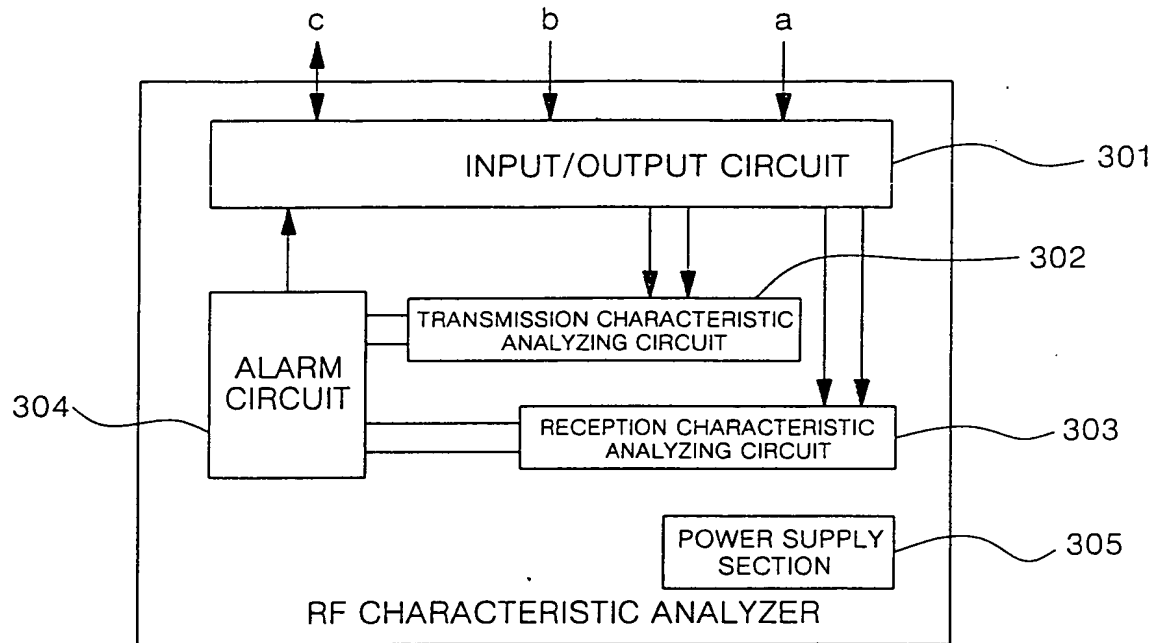 c b a
INPUT/OUTPUT CIRCUIT
301
302
TRANSMISSION CHARACTERISTIC
ANALYZING CIRCUIT
ALARM
CIRCUIT
304
RECEPTION CHARACTERISTIC
ANALYZING CIRCUIT
303
POWER SUPPLY
SECTION
305
RF CHARACTERISTIC ANALYZER